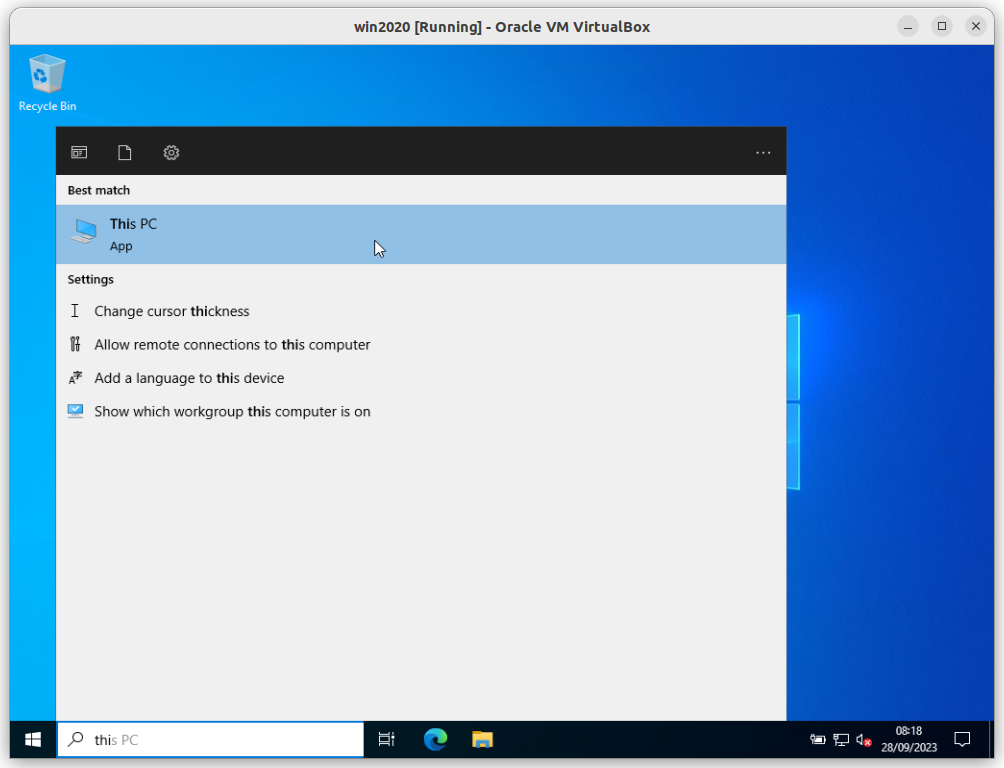 win2020 [Running] - Oracle VM VirtualBox
Recycle Bin
Best match
This PC
App
Settings
Change cursor thickness
Allow remote connections to this computer
Add a language to this device
Show which workgroup this computer is on
this PC
08:18
28/09/2023